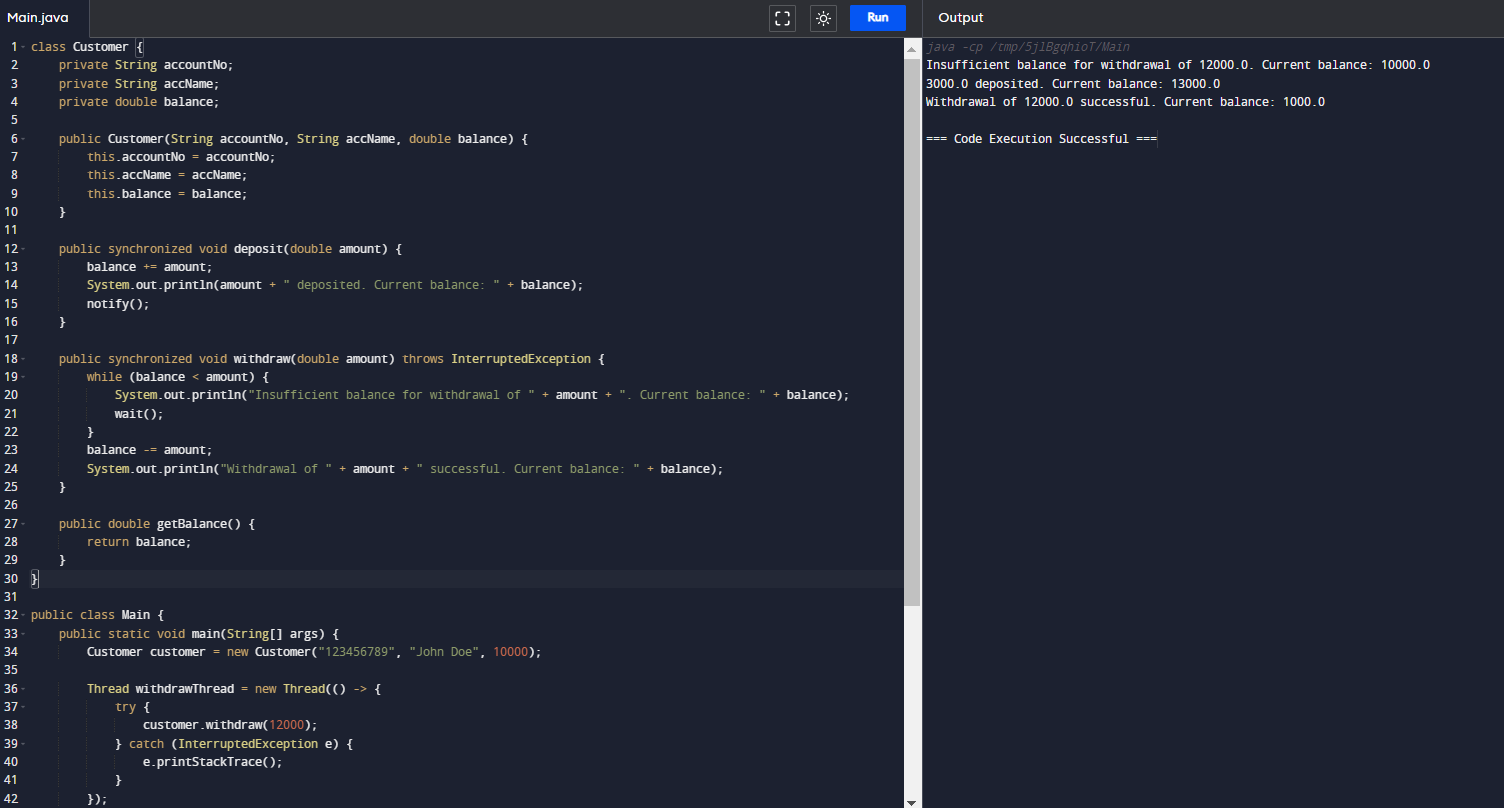 Main.java
Run
Output
1 class Customer {
2     private String accountNo;
3     private String accName;
4     private double balance;
5
6     public Customer(String accountNo, String accName, double balance) {
7         this.accountNo = accountNo;
8         this.accName = accName;
9         this.balance = balance;
10     }
11
12     public synchronized void deposit(double amount) {
13         balance += amount;
14         System.out.println(amount + " deposited. Current balance: " + balance);
15         notify();
16     }
17
18     public synchronized void withdraw(double amount) throws InterruptedException {
19         while (balance < amount) {
20             System.out.println("Insufficient balance for withdrawal of " + amount + ". Current balance: " + balance);
21             wait();
22         }
23         balance -= amount;
24         System.out.println("Withdrawal of " + amount + " successful. Current balance: " + balance);
25     }
26
27     public double getBalance() {
28         return balance;
29     }
30 }
31
32 public class Main {
33     public static void main(String[] args) {
34         Customer customer = new Customer("123456789", "John Doe", 10000);
35
36         Thread withdrawThread = new Thread(() -> {
37             try {
38                 customer.withdraw(12000);
39             } catch (InterruptedException e) {
40                 e.printStackTrace();
41             }
42         });
java -cp /tmp/5jlBgqhioT/Main
Insufficient balance for withdrawal of 12000.0. Current balance: 10000.0
3000.0 deposited. Current balance: 13000.0
Withdrawal of 12000.0 successful. Current balance: 1000.0
=== Code Execution Successful ===